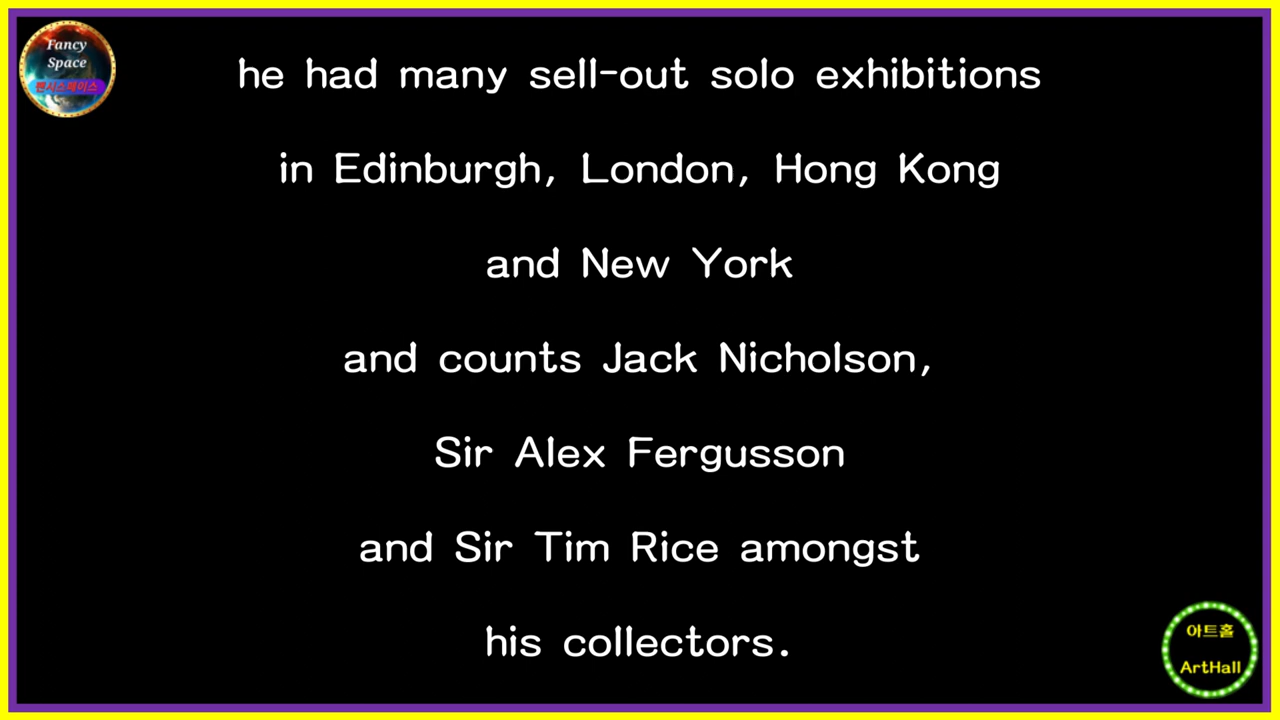 Fancy
Space
팬시스페이스
he had many sell-out solo exhibitions
in Edinburgh, London, Hong Kong
and New York
and counts Jack Nicholson,
Sir Alex Fergusson
and Sir Tim Rice amongst
his collectors.
아트홀
ArtHall